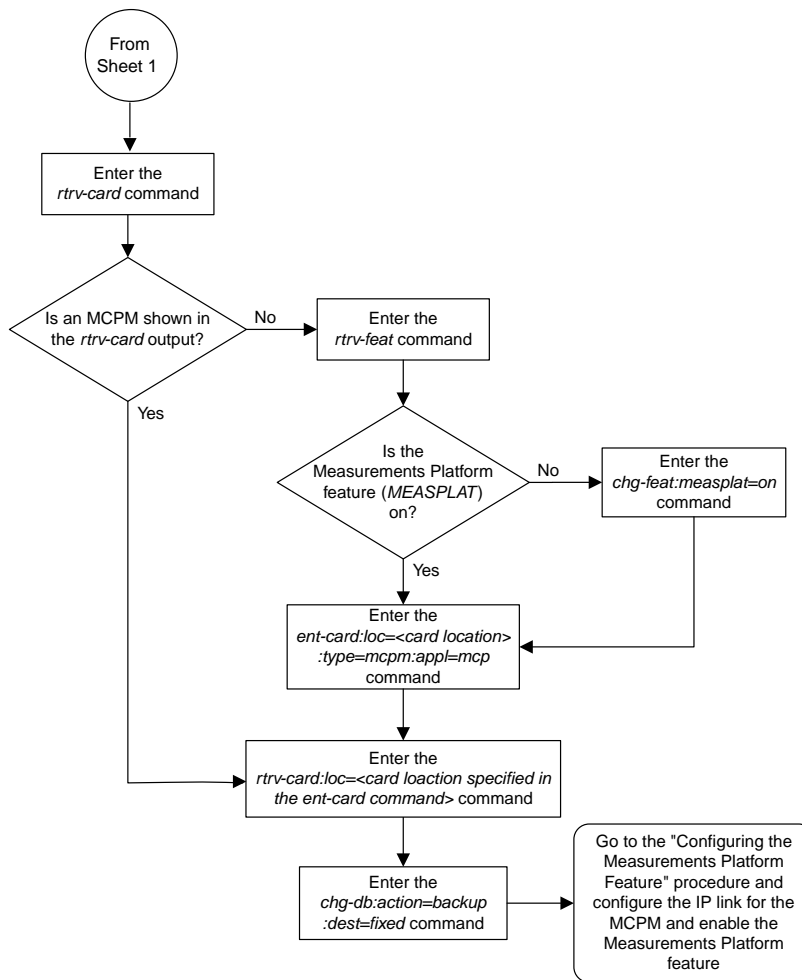 From
Sheet 1
Enter the
rtrv-card command
Is an MCPM shown in
the rtrv-card output?
No
Yes
Enter the
rtrv-feat command
Is the
Measurements Platform
feature (MEASPLAT)
on?
No
Yes
Enter the
chg-feat:measplat=on
command
Enter the
ent-card:loc=<card location>
:type=mcpm:appl=mcp
command
Enter the
rtrv-card:loc=<card loaction specified in
the ent-card command> command
Enter the
chg-db:action=backup
:dest=fixed command
Go to the "Configuring the
Measurements Platform
Feature" procedure and
configure the IP link for the
MCPM and enable the
Measurements Platform
feature